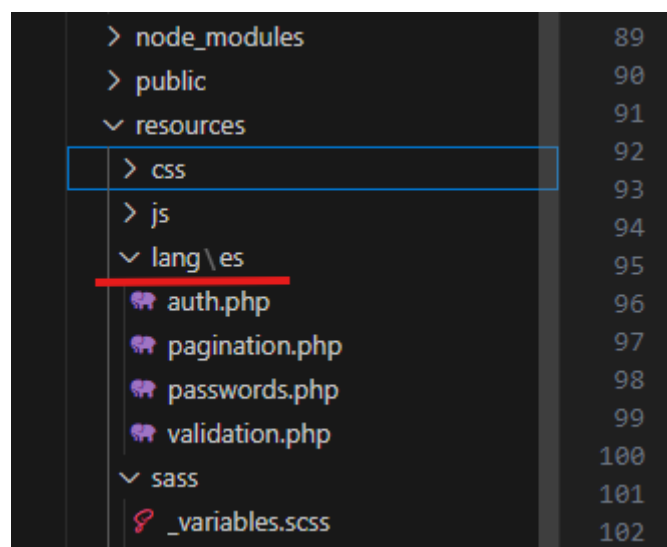 node_modules
public
resources
css
js
lang\es
auth.php
pagination.php
passwords.php
validation.php
sass
_variables.scss
89
90
91
92
93
94
95
96
97
98
99
100
101
102